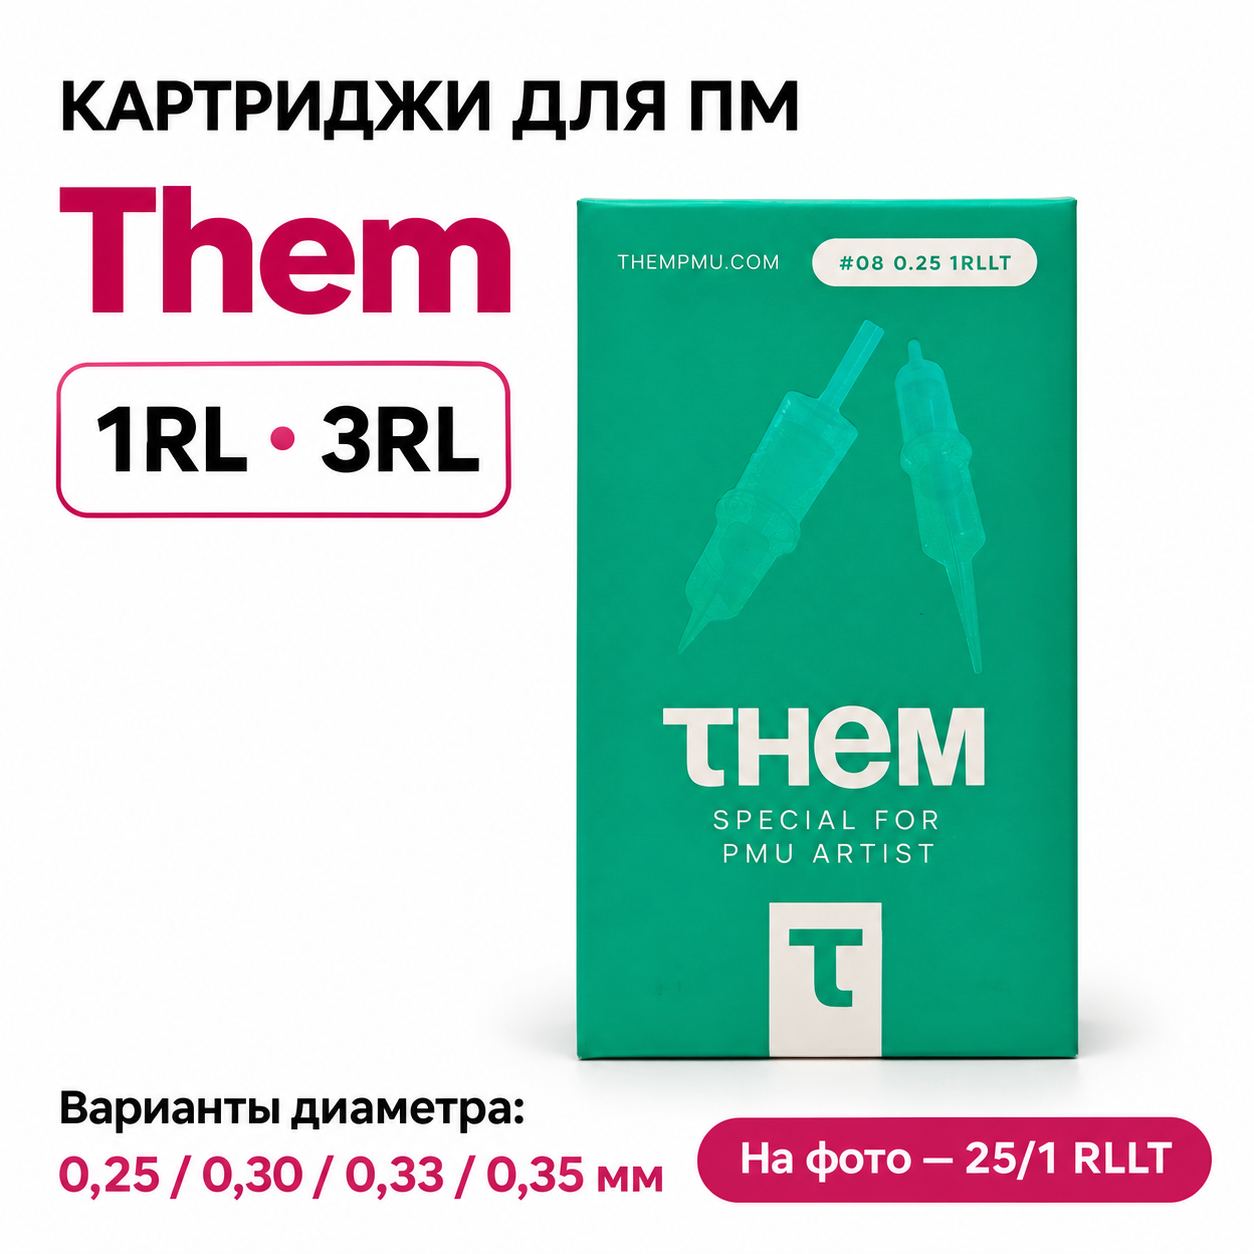 КАРТРИДЖИ ДЛЯ ПМ
Them
1RL • 3RL
THEMPMU.COM
#08 0.25 1RLLT
THEM
SPECIAL FOR
PMU ARTIST
T
Варианты диаметра:
0,25 / 0,30 / 0,33 / 0,35 мм
На фото – 25/1 RLLT